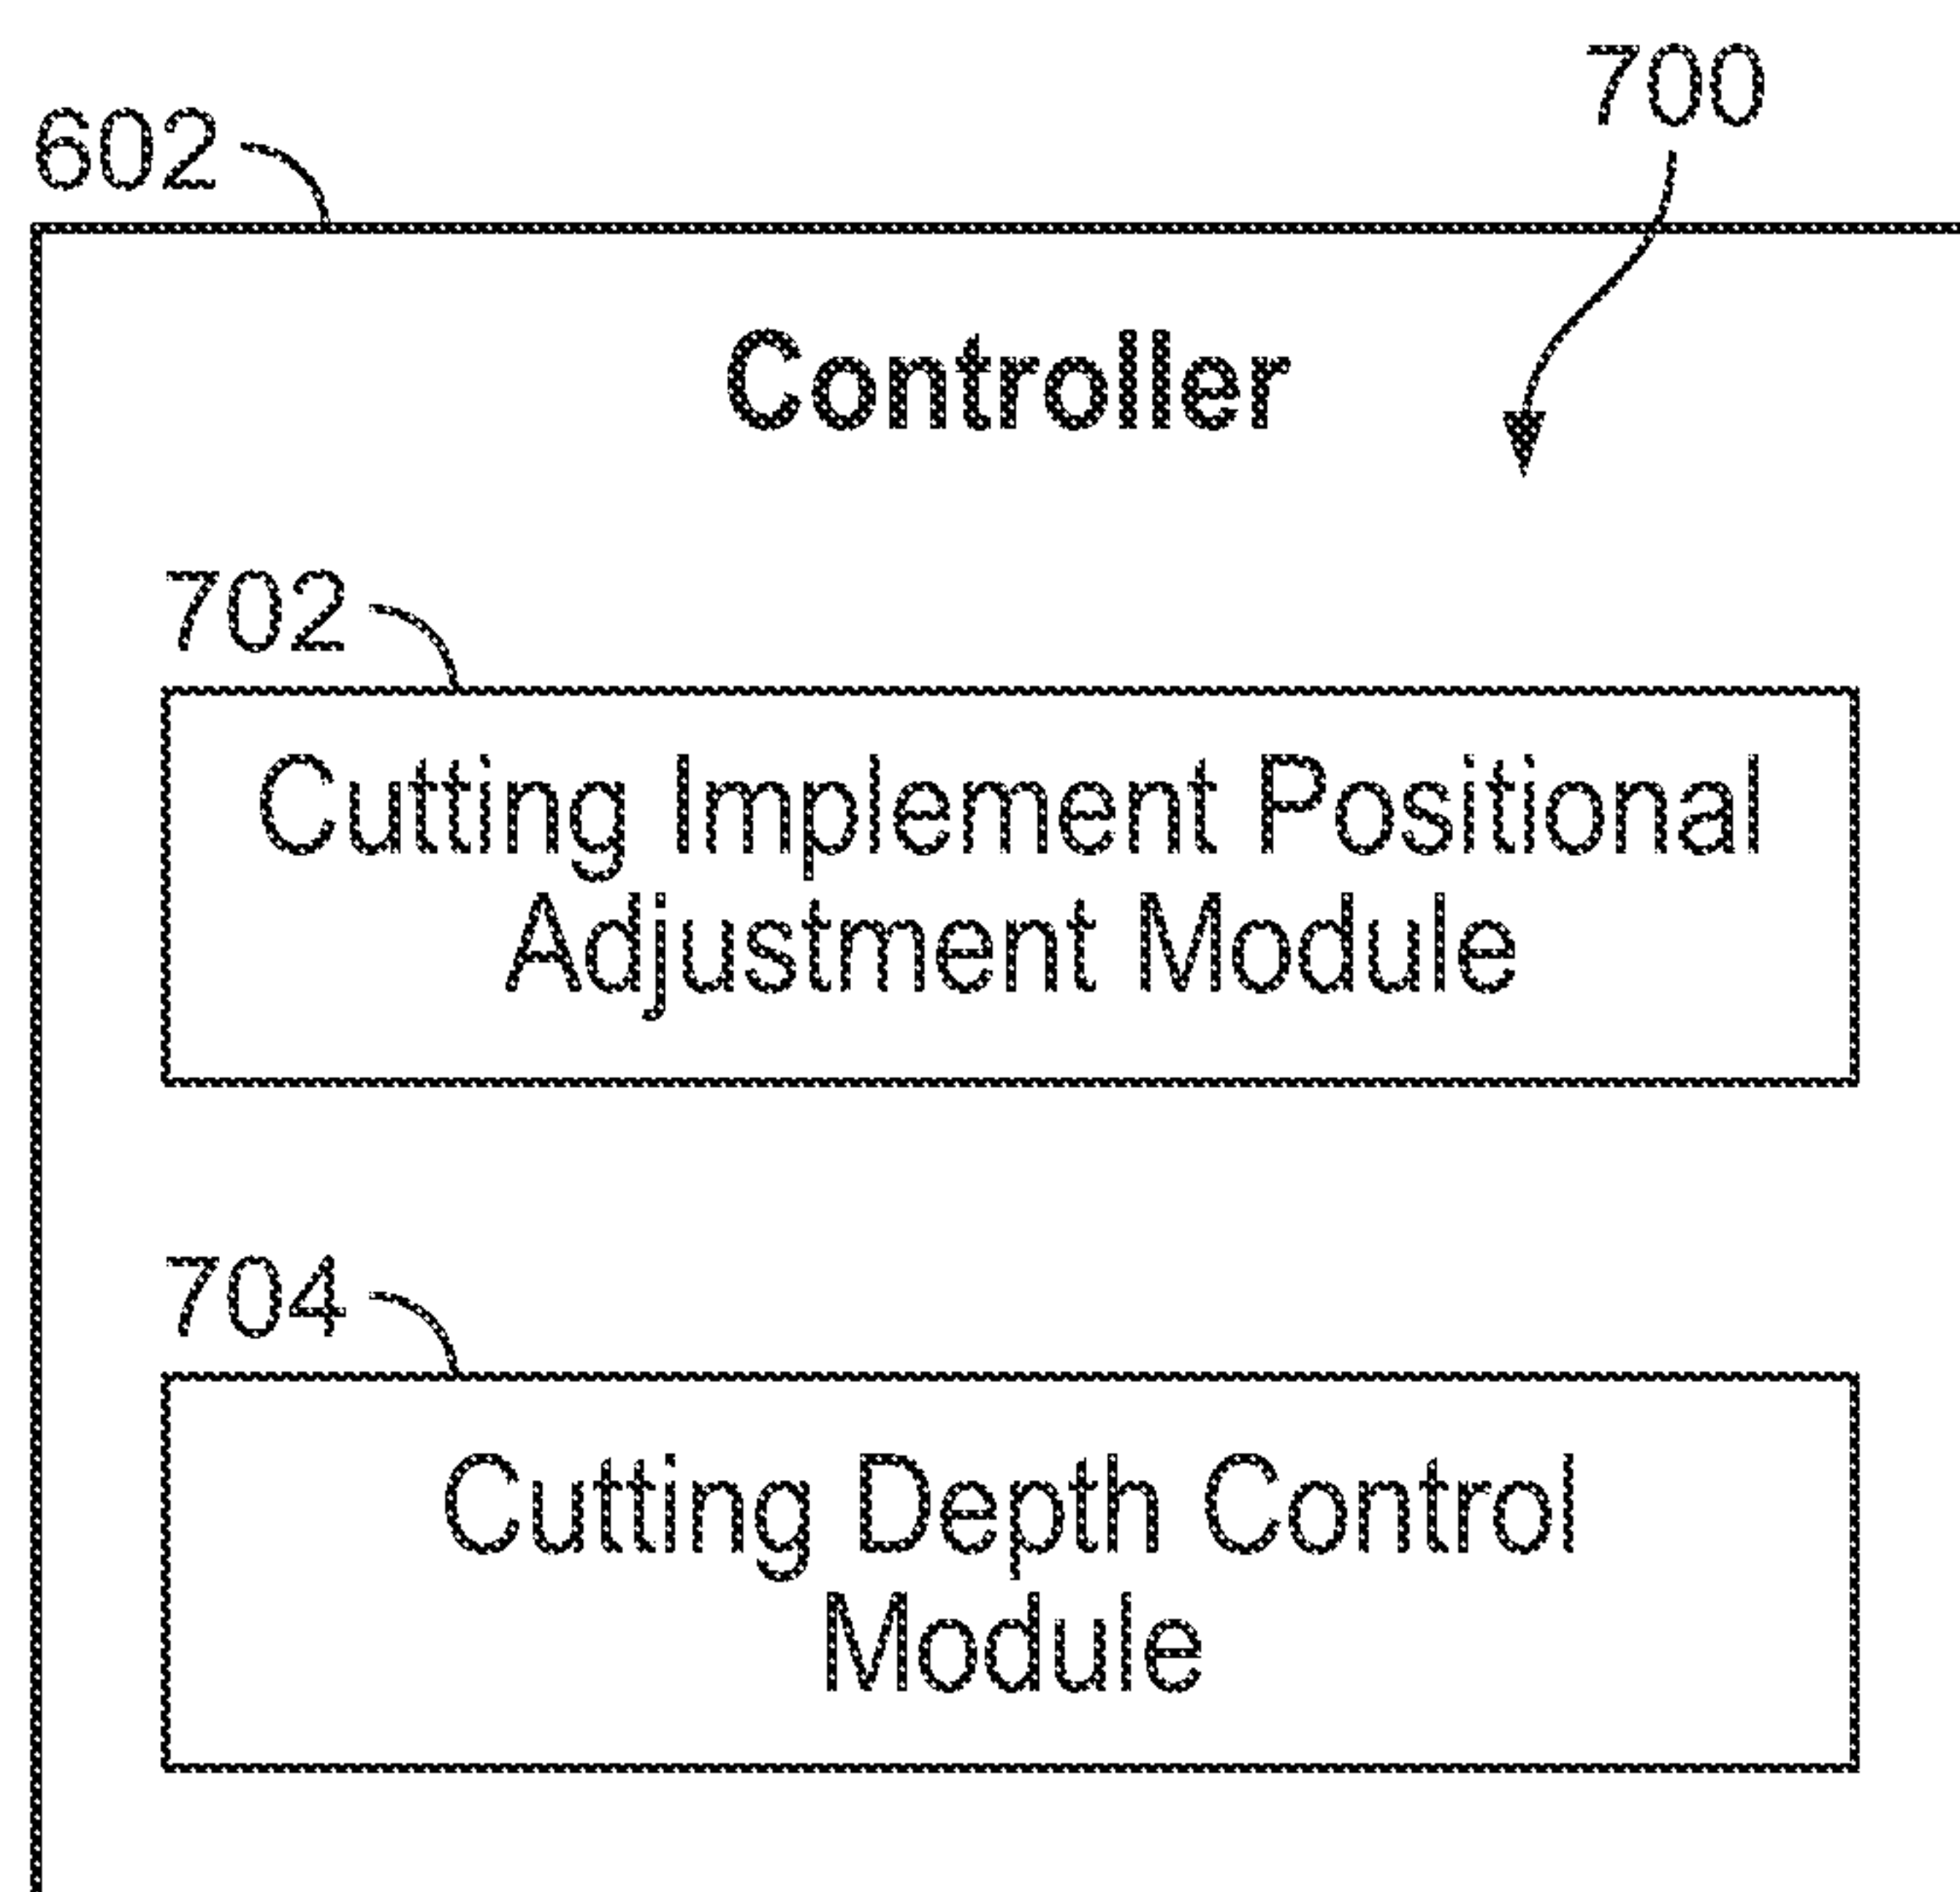 700
602
Controller
702
Cutting Implement Positional
Adjustment Module
704
Cutting Depth Control
Module